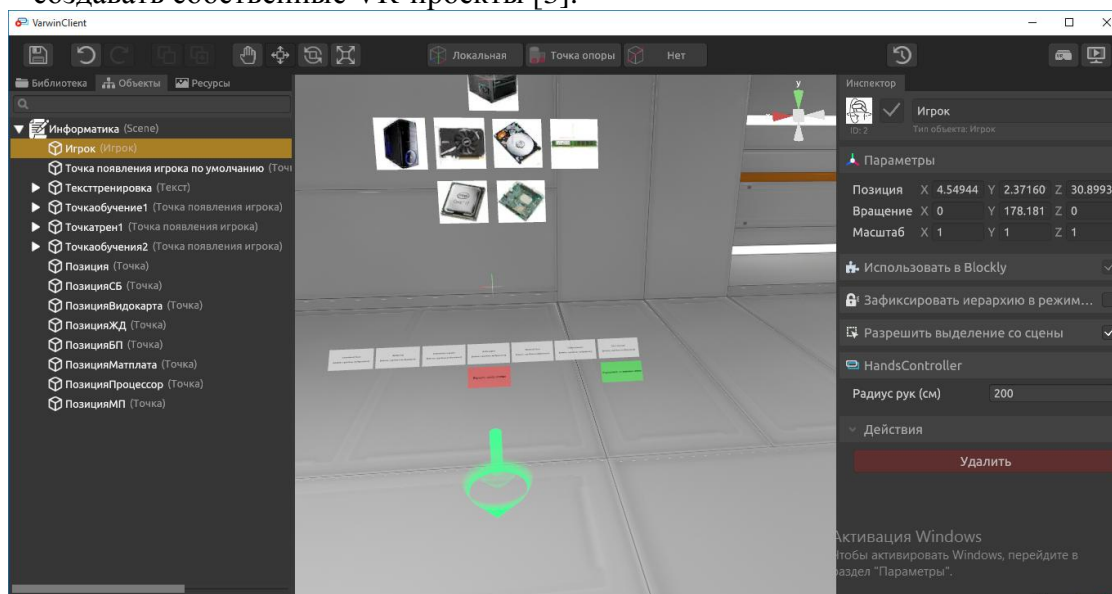 создавать собственные VR-проекты [3].
VarwinClient
Локальная
Точка опоры
Нет
Библиотека
Объекты
Ресурсы
Инспектор
Информатика (Scene)
Игрок (Игрок)
Точка появления игрока по умолчанию (Точ
Тексттренировка (Текст)
Точкаобучение1 (Точка появления игрока)
Точкатрен1 (Точка появления игрока)
Точкаобучения2 (Точка появления игрока)
Позиция (Точка)
ПозицияСБ (Точка)
ПозицияВидокарта (Точка)
ПозицияЖД (Точка)
ПозицияБП (Точка)
ПозицияМатплата (Точка)
ПозицияПроцессор (Точка)
ПозицияМП (Точка)
y
Игрок
ID: 2
Тип объекта: Игрок
Параметры
Позиция X 4.54944 Y 2.37160 Z 30.8993
Вращение X 0 Y 178.181 Z 0
Масштаб X 1 Y 1 Z 1
Использовать в Blockly
Зафиксировать иерархию в режим...
Разрешить выделение со сцены
HandsController
Радиус рук (см) 200
Действия
Удалить
Активация Windows
Чтобы активировать Windows, перейдите в
раздел "Параметры".